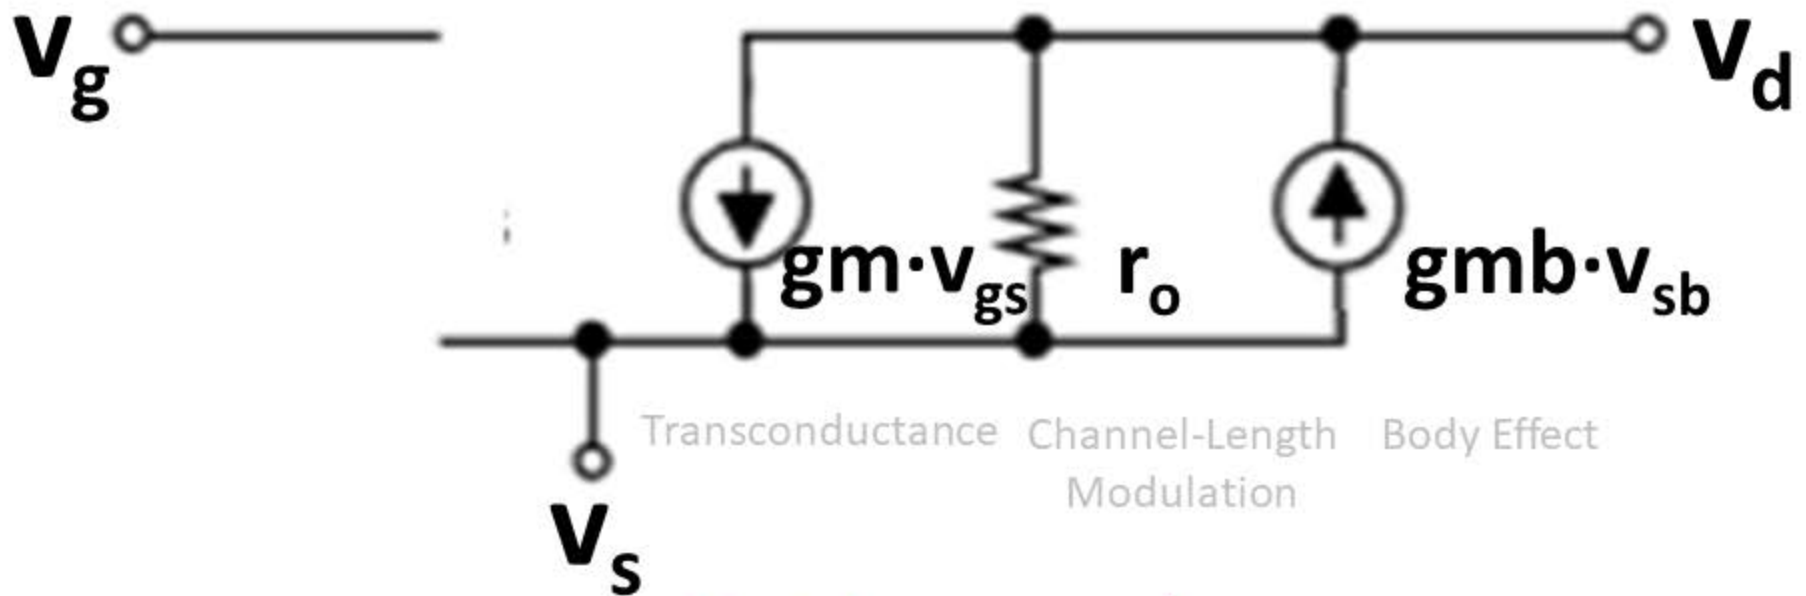 vg
vd
gm·vgs
ro
gmb·vsb
Transconductance
Channel-Length
Modulation
Body Effect
vs